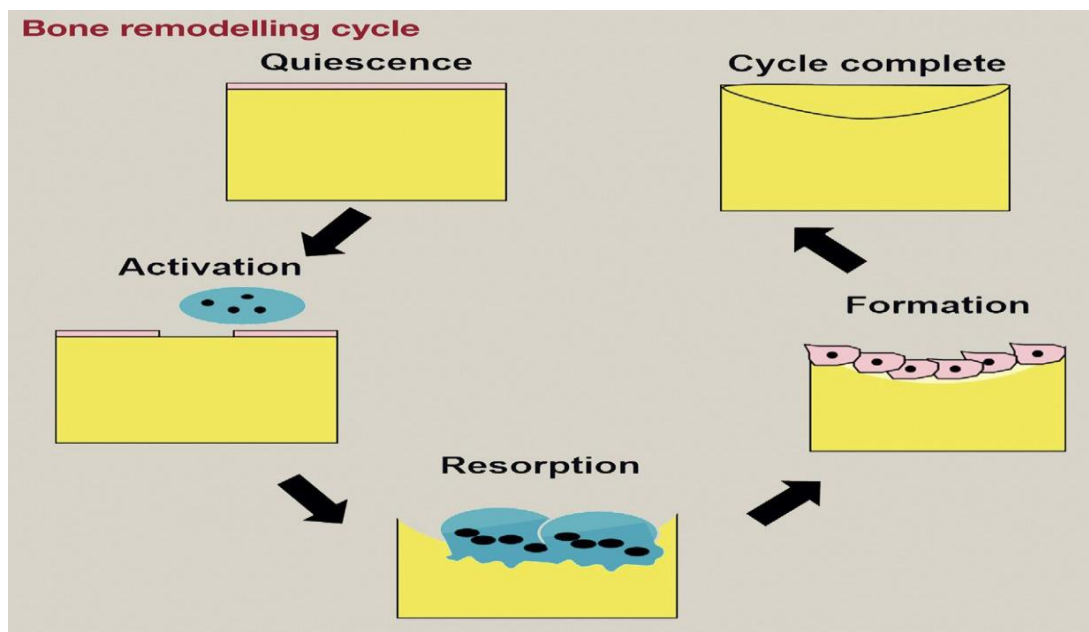 Bone remodelling cycle
Quiescence
Cycle complete
Activation
Formation
Resorption